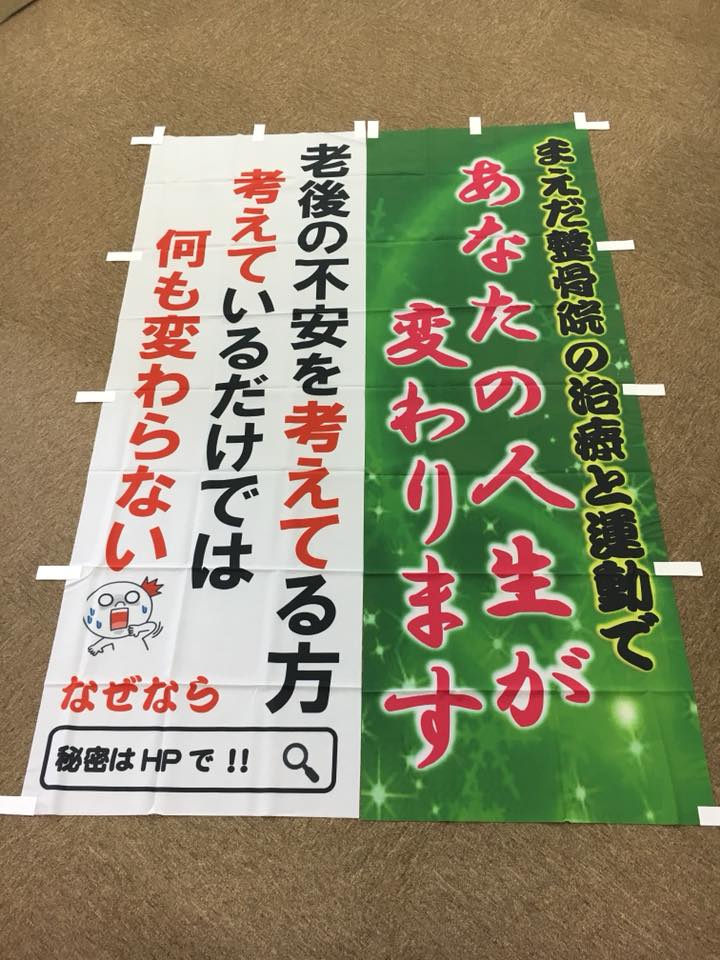 まえだ整骨院の治療と運動で
あなたの人生が
変わります
老後の不安を考えてる方
考えているだけでは
何も変わらない
なぜなら
秘密はHPで!!